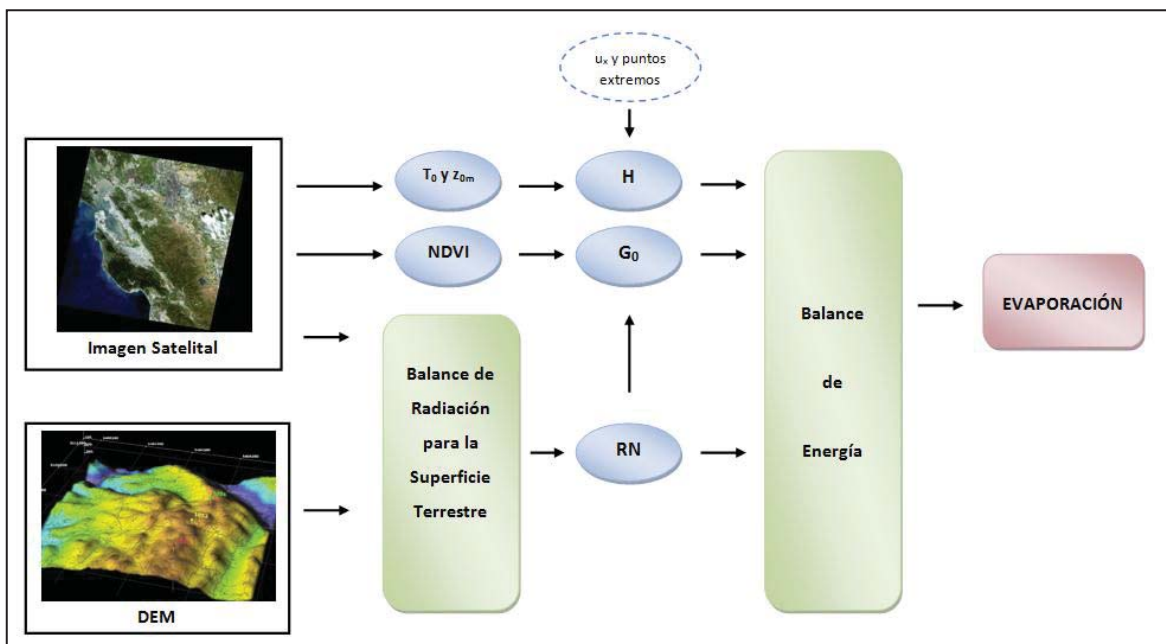 uₓ y puntos
extremos
T₀ y z₀ₘ
H
NDVI
G₀
Imagen Satelital
Balance de
Radiación
para la
Superficie
Terrestre
RN
Balance
de
Energía
EVAPORACIÓN
DEM